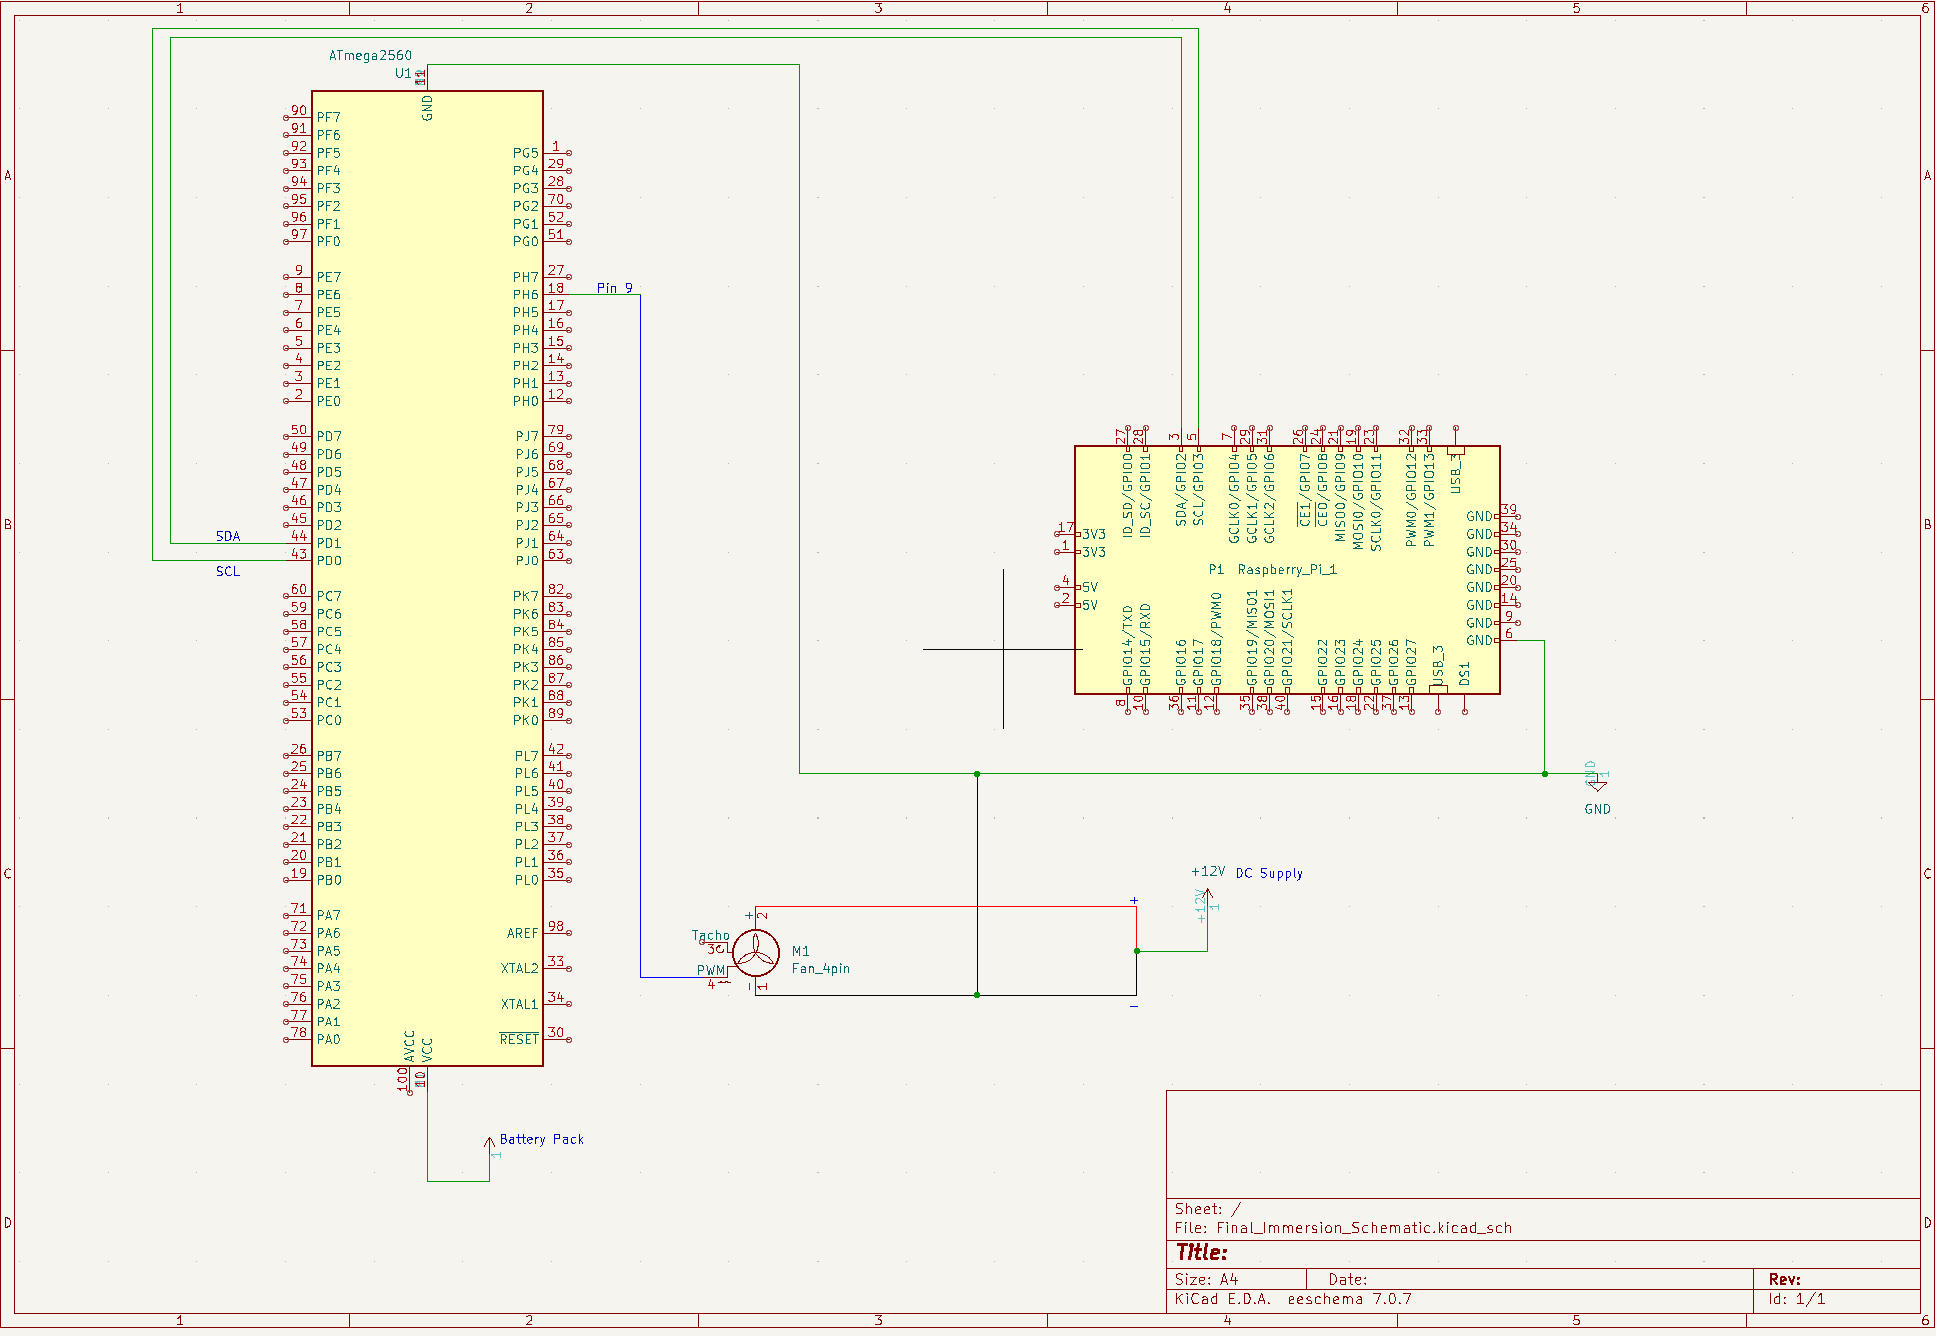 1 2 3 4 5 6
A
B
C
D
A
B
C
D
1 2 3 4 5 6
ATmega2560
U1
GND
90 PF7
91 PF6
92 PF5
93 PF4
94 PF3
95 PF2
96 PF1
97 PF0
9 PE7
8 PE6
7 PE5
6 PE4
5 PE3
4 PE2
3 PE1
2 PE0
50 PD7
49 PD6
48 PD5
47 PD4
46 PD3
45 PD2
SDA 44 PD1
SCL 43 PD0
60 PC7
59 PC6
58 PC5
57 PC4
56 PC3
55 PC2
54 PC1
53 PC0
26 PB7
25 PB6
24 PB5
23 PB4
22 PB3
21 PB2
20 PB1
19 PB0
71 PA7
72 PA6
73 PA5
74 PA4
75 PA3
76 PA2
77 PA1
78 PA0
PG5 1
PG4 29
PG3 28
PG2 70
PG1 52
PG0 51
PH7 27
PH6 18 Pin 9
PH5 17
PH4 16
PH3 15
PH2 14
PH1 13
PH0 12
PJ7 79
PJ6 69
PJ5 68
PJ4 67
PJ3 66
PJ2 65
PJ1 64
PJ0 63
PK7 82
PK6 83
PK5 84
PK4 85
PK3 86
PK2 87
PK1 88
PK0 89
PL7 42
PL6 41
PL5 40
PL4 39
PL3 38
PL2 37
PL1 36
PL0 35
AREF 98
XTAL2 33
XTAL1 34
RESET 30
AVCC
VCC
100
Battery Pack
1
27 ID_SD/GPIO0
28 ID_SC/GPIO1
3 SDA/GPIO2
5 SCL/GPIO3
7 GCLK0/GPIO4
29 GCLK1/GPIO5
31 GCLK2/GPIO6
26 CE1/GPIO7
24 CE0/GPIO8
21 MISO0/GPIO9
19 MOSI0/GPIO10
23 SCLK0/GPIO11
32 PWM0/GPIO12
33 PWM1/GPIO13
17 3V3
1 3V3
4 5V
2 5V
P1 Raspberry_Pi_1
GND 39
GND 34
GND 30
GND 25
GND 20
GND 14
GND 9
GND 6
8 GPIO14/TXD
10 GPIO15/RXD
36 GPIO16
11 GPIO17
12 GPIO18/PWM0
35 GPIO19/MISO1
38 GPIO20/MOSI1
40 GPIO21/SCLK1
15 GPIO22
16 GPIO23
18 GPIO24
22 GPIO25
37 GPIO26
13 GPIO27
USB_3
DS1
GND
1
GND
+12V DC Supply
+12V
1
+
-
+ 2
Tacho
3
PWM
4
- 1
M1
Fan_4pin
Sheet: /
File: Final_Immersion_Schematic.kicad_sch
Title:
Size: A4 Date: Rev:
KiCad E.D.A. eeschema 7.0.7 Id: 1/1